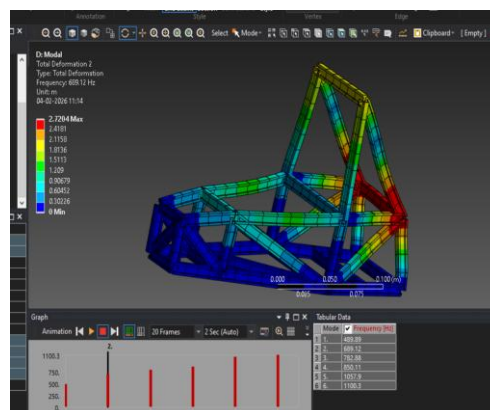 Annotation Style Vertex Edge
Select Mode Clipboard [ Empty ]
D: Modal
Total Deformation 2
Type: Total Deformation
Frequency: 689.12 Hz
Unit: m
04-02-2026 11:14
2.7204 Max
2.4181
2.1158
1.8136
1.5113
1.209
0.90679
0.60452
0.30226
0 Min
0.000 0.050 0.100 (m)
0.025 0.075
Graph
Animation 20 Frames 2 Sec (Auto)
2.
1100.3
750.
500.
250.
0.
Tabular Data
Mode Frequency [Hz]
1 1. 489.89
2 2. 689.12
3 3. 782.88
4 4. 850.11
5 5. 1057.9
6 6. 1100.3